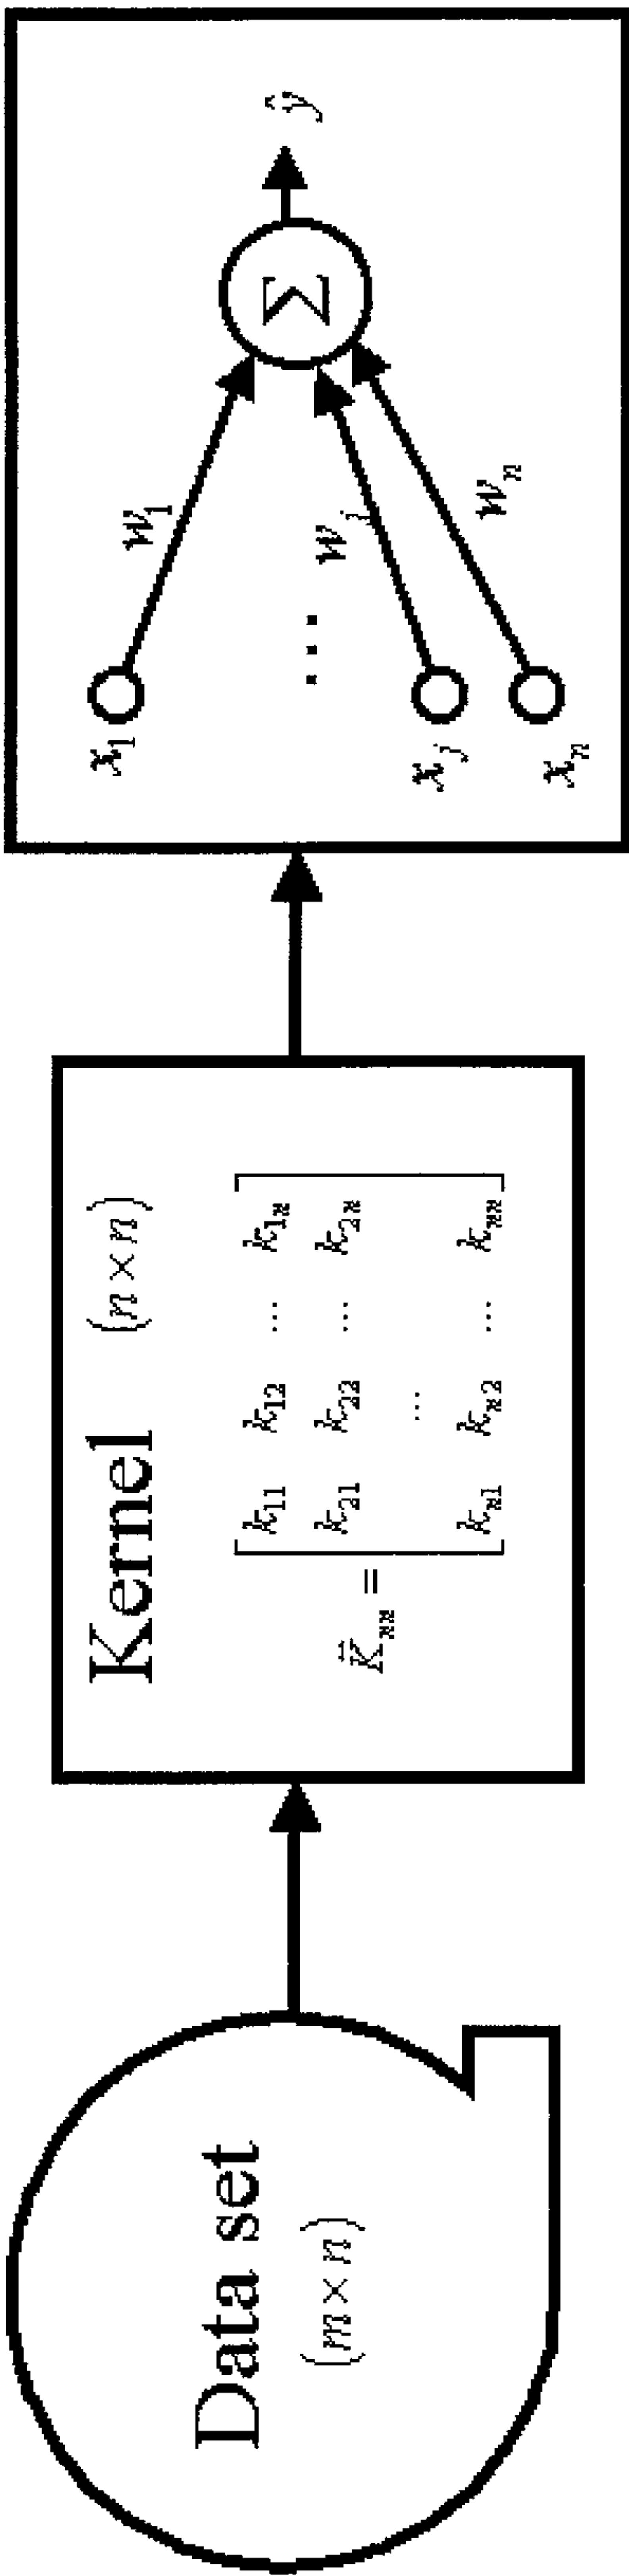 Data set
(m × n)
Kernel (n × n)
K̈ₙₙ =
k₁₁ k₁₂ ... k₁ₙ
k₂₁ k₂₂ ... k₂ₙ
...
kₙ₁ kₙ₂ ... kₙₙ
x₁
w₁
...
xⱼ
wⱼ
xₙ
wₙ
Σ
ŷ